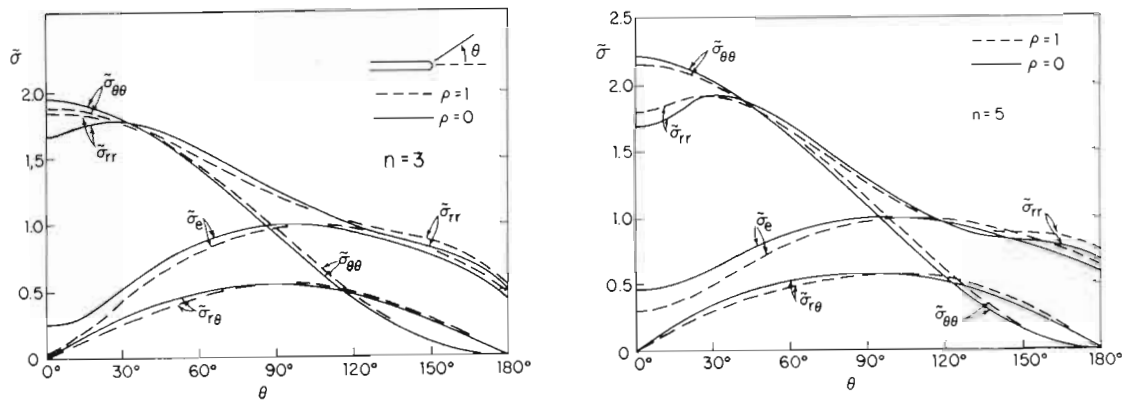 σ̃
2.0
1,5
1.0
0.5
0
0°
30°
60°
90°
120°
150°
180°
θ
θ
ρ = 1
ρ = 0
n = 3
σ̃θθ
σ̃rr
σ̃e
σ̃θθ
σ̃rr
σ̃rθ
σ̃
2.5
2.0
1.5
1.0
0.5
0
0°
30°
60°
90°
120°
150°
180°
θ
ρ = 1
ρ = 0
n = 5
σ̃θθ
σ̃rr
σ̃e
σ̃rr
σ̃rθ
σ̃θθ